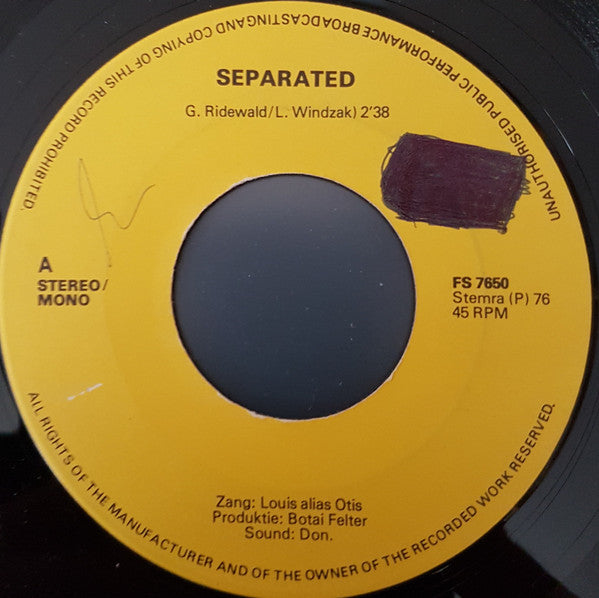 UNAUTHORISED PUBLIC PERFORMANCE BROADCASTING AND COPYING OF THIS RECORD PROHIBITED.
SEPARATED
G. Ridewald/L. Windzak) 2'38
A
STEREO/
MONO
FS 7650
Stemra (P) 76
45 RPM
Zang: Louis alias Otis
Produktie: Botai Felter
Sound: Don.
ALL RIGHTS OF THE MANUFACTURER AND OF THE OWNER OF THE RECORDED WORK RESERVED.